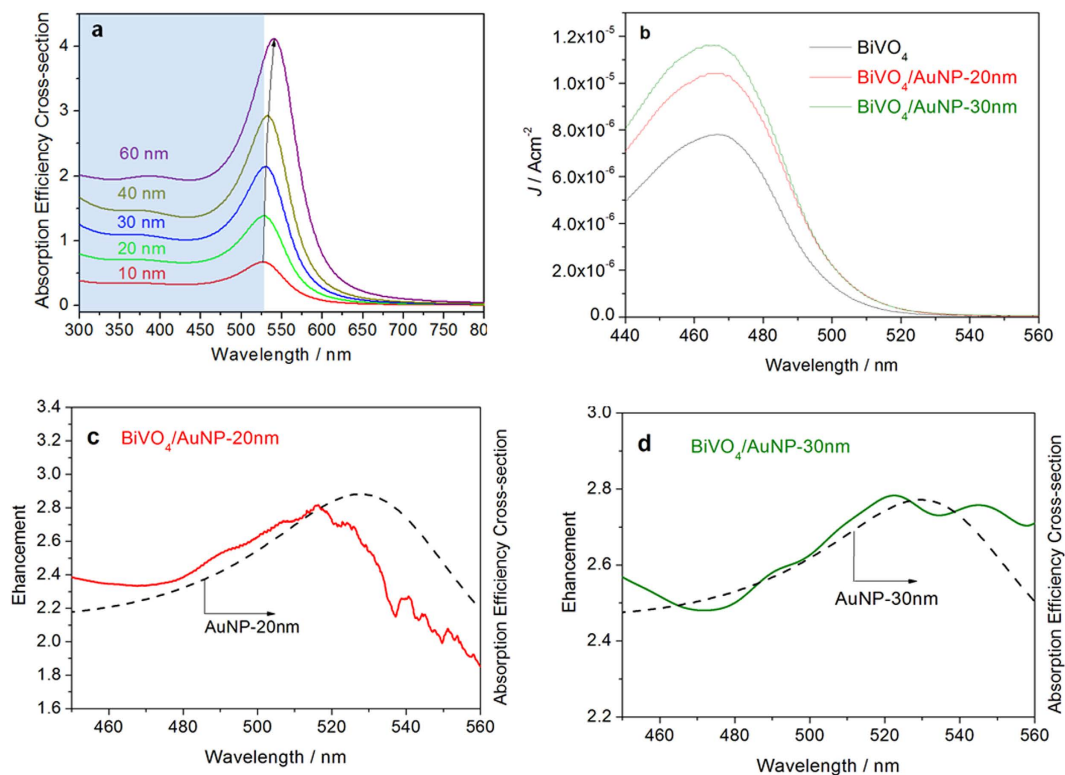 a
Absorption Efficiency Cross-section
4
3
2
1
0
60 nm
40 nm
30 nm
20 nm
10 nm
300 350 400 450 500 550 600 650 700 750 80
Wavelength / nm
b
J / Acm⁻²
1.2x10⁻⁵
1.0x10⁻⁵
8.0x10⁻⁶
6.0x10⁻⁶
4.0x10⁻⁶
2.0x10⁻⁶
0.0
BiVO₄
BiVO₄/AuNP-20nm
BiVO₄/AuNP-30nm
440 460 480 500 520 540 560
Wavelength / nm
c
BiVO₄/AuNP-20nm
Ehancement
3.4
3.2
3.0
2.8
2.6
2.4
2.2
2.0
1.8
1.6
AuNP-20nm
Absorption Efficiency Cross-section
460 480 500 520 540 560
Wavelength / nm
d
BiVO₄/AuNP-30nm
Ehancement
3.0
2.8
2.6
2.4
2.2
AuNP-30nm
Absorption Efficiency Cross-section
460 480 500 520 540 560
Wavelength / nm